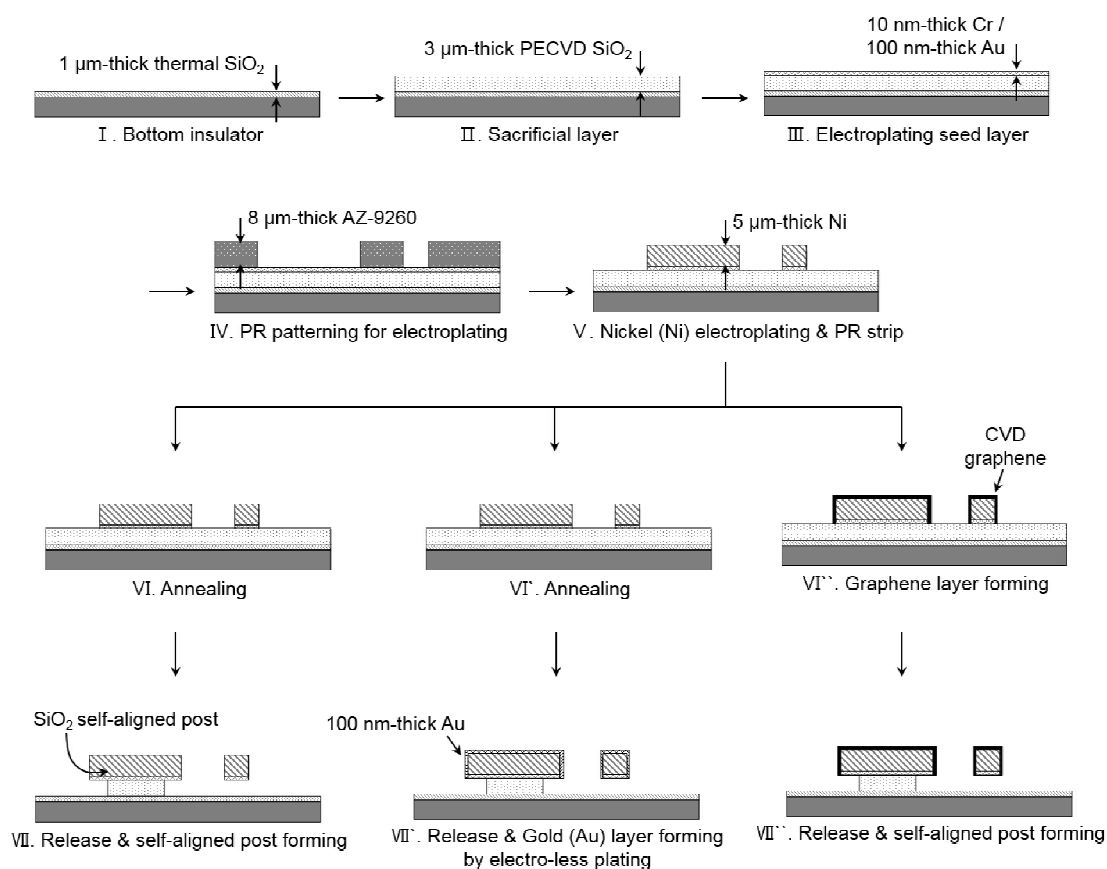 1 μm-thick thermal SiO₂
3 μm-thick PECVD SiO₂
10 nm-thick Cr /
100 nm-thick Au
Ⅰ. Bottom insulator
Ⅱ. Sacrificial layer
Ⅲ. Electroplating seed layer
8 μm-thick AZ-9260
5 μm-thick Ni
Ⅳ. PR patterning for electroplating
Ⅴ. Nickel (Ni) electroplating & PR strip
CVD
graphene
Ⅵ. Annealing
Ⅵ`. Annealing
Ⅵ``. Graphene layer forming
SiO₂ self-aligned post
100 nm-thick Au
Ⅶ. Release & self-aligned post forming
Ⅶ`. Release & Gold (Au) layer forming
by electro-less plating
Ⅶ``. Release & self-aligned post forming